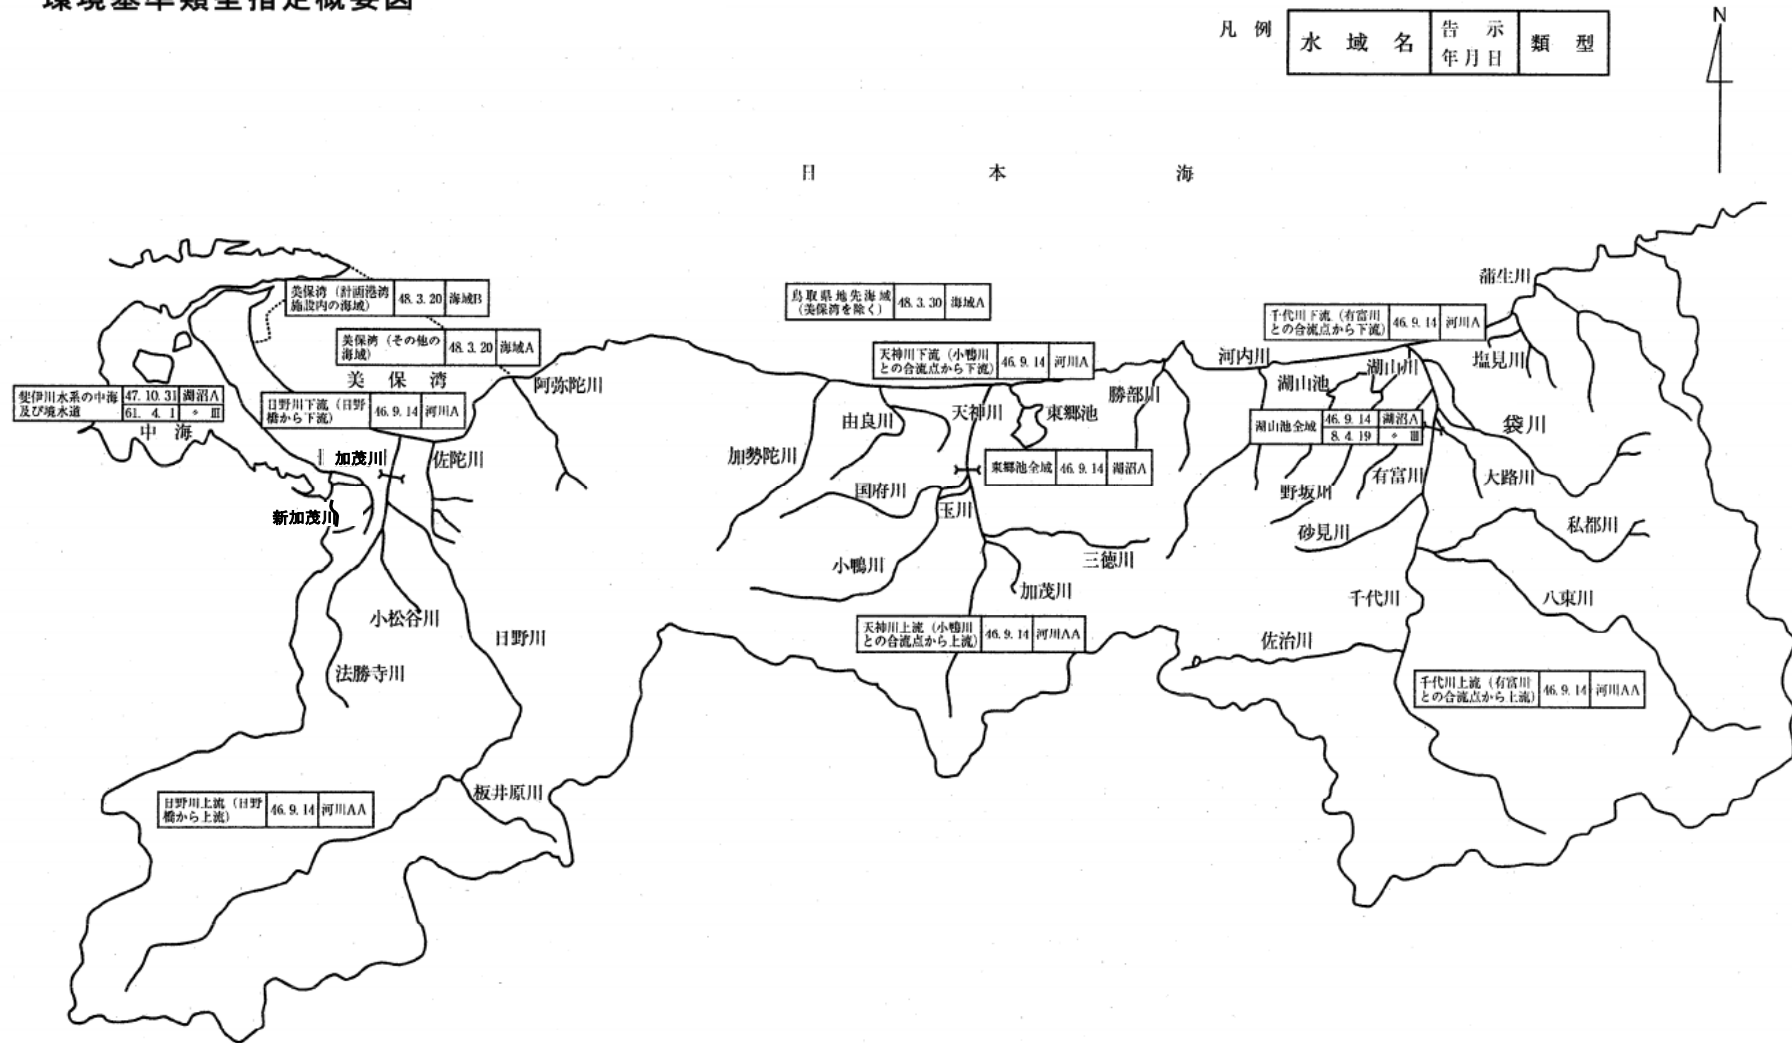 環境基準類型指定概要図
凡 例
水 域 名
告 示
年月日
類 型
N
日 本 海
美保湾（計画港湾
施設内の海域）
48. 3. 20
海域B
美保湾（その他の
海域）
48. 3. 20
海域A
鳥取県地先海域
（美保湾を除く）
48. 3. 30
海域A
千代川下流（有富川
との合流点から下流）
46. 9. 14
河川A
蒲生川
塩見川
天神川下流（小鴨川
との合流点から下流）
46. 9. 14
河川A
河内川
湖山川
湖山池
美 保 湾
阿弥陀川
斐伊川水系の中海
及び境水道
47. 10. 31
湖沼A
61. 4. 1
〃 Ⅲ
中 海
日野川下流（日野
橋から下流）
46. 9. 14
河川A
由良川
天神川
東郷池
勝部川
湖山池全域
46. 9. 14
湖沼A
8. 4. 19
〃 Ⅲ
袋川
加茂川
佐陀川
加勢陀川
東郷池全域
46. 9. 14
湖沼A
国府川
玉川
野坂川
有富川
大路川
新加茂川
砂見川
私都川
小鴨川
三徳川
加茂川
千代川
八東川
小松谷川
日野川
天神川上流（小鴨川
との合流点から上流）
46. 9. 14
河川AA
佐治川
法勝寺川
千代川上流（有富川
との合流点から上流）
46. 9. 14
河川AA
板井原川
日野川上流（日野
橋から上流）
46. 9. 14
河川AA